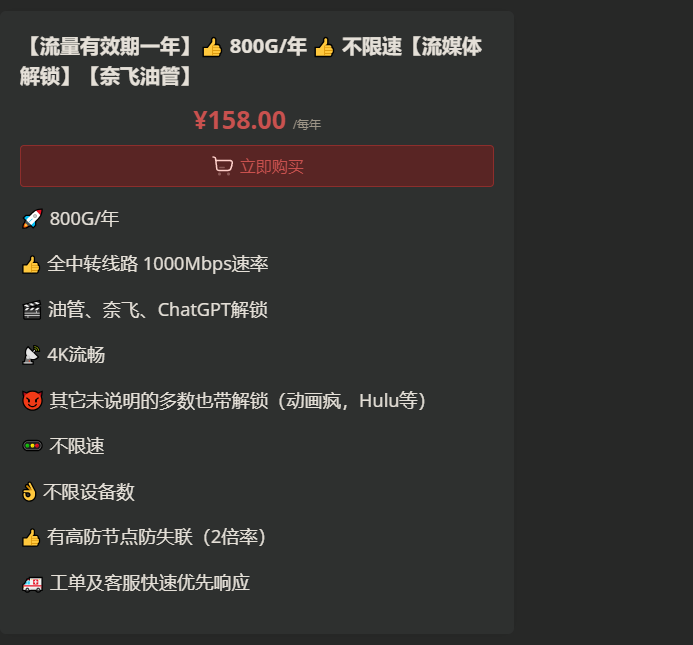 【流量有效期一年】👍 800G/年 👍 不限速【流媒体
解锁】【奈飞油管】
¥158.00 /每年
立即购买
🚀 800G/年
👍 全中转线路 1000Mbps速率
🎬 油管、奈飞、ChatGPT解锁
📡 4K流畅
👿 其它未说明的多数也带解锁（动画疯，Hulu等）
🚥 不限速
👌 不限设备数
👍 有高防节点防失联（2倍率）
🚑 工单及客服快速优先响应